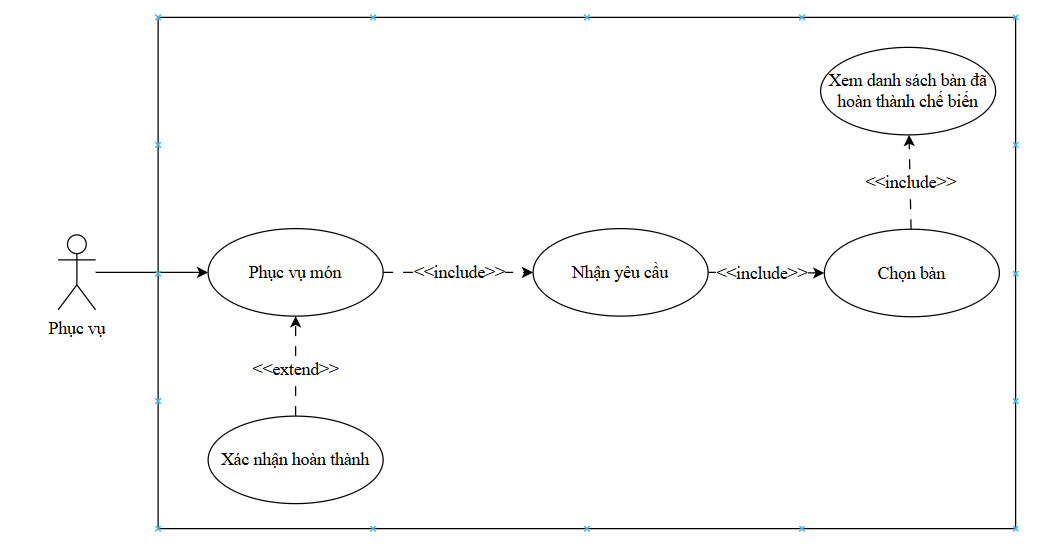 Xem danh sách bàn đã
hoàn thành chế biến
<<include>>
Phục vụ món
<<include>>
Nhận yêu cầu
<<include>>
Chọn bàn
Phục vụ
<<extend>>
Xác nhận hoàn thành